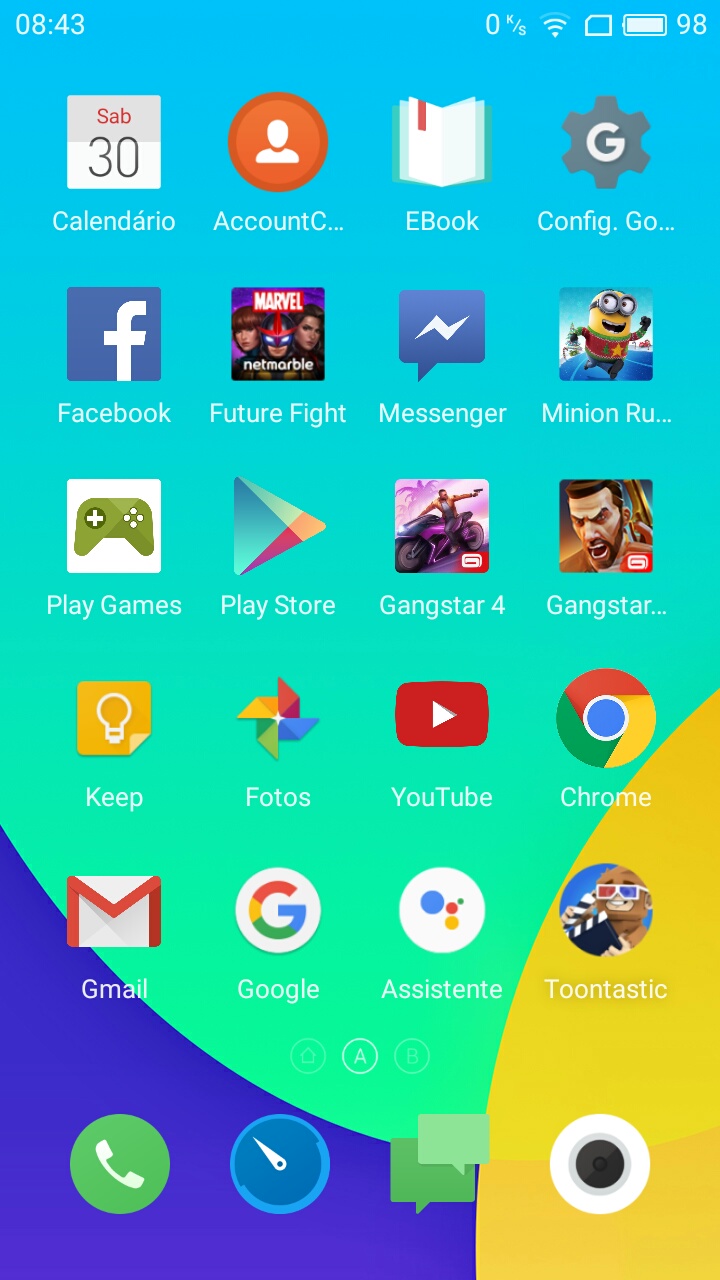 08:43 0 K/s 98
Sab
30
Calendário AccountC... EBook Config. Go...
MARVEL
netmarble
Facebook Future Fight Messenger Minion Ru...
Play Games Play Store Gangstar 4 Gangstar...
Keep Fotos YouTube Chrome
Gmail Google Assistente Toontastic
A B